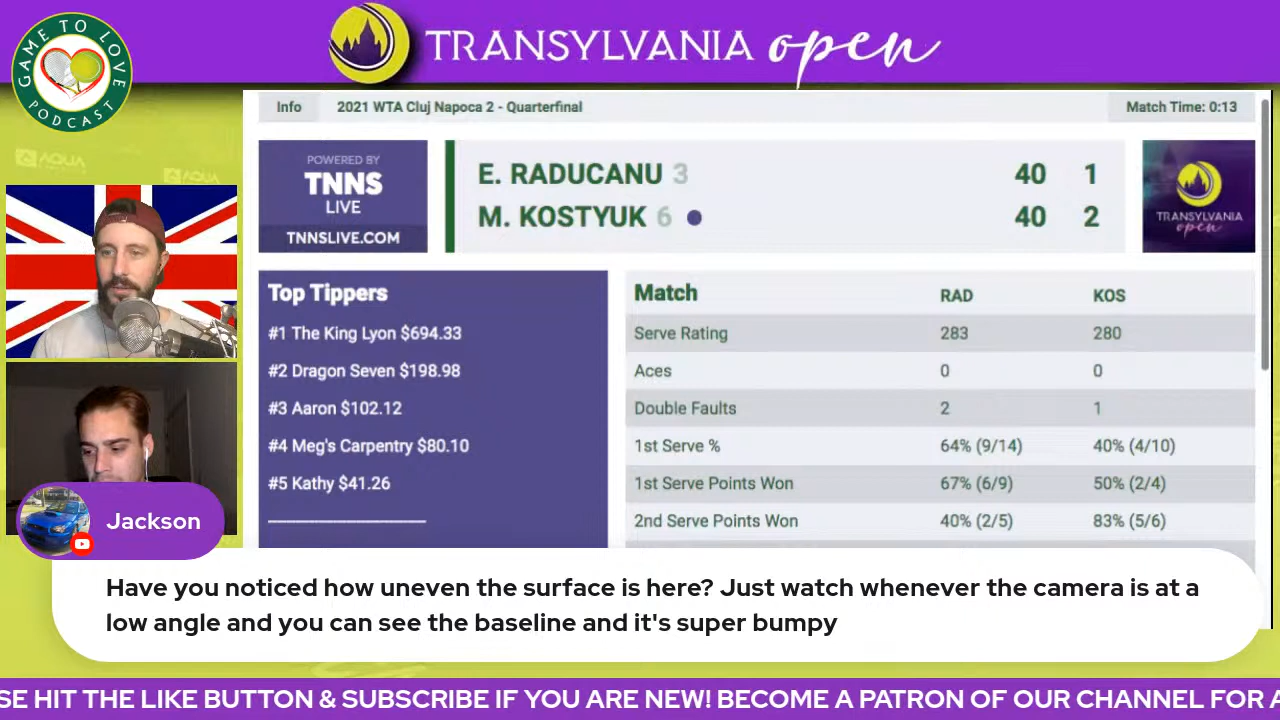 GAME TO LOVE
PODCAST
TRANSYLVANIA open
Info 2021 WTA Cluj Napoca 2 - Quarterfinal Match Time: 0:13
POWERED BY
TNNS
LIVE
TNNSLIVE.COM
E. RADUCANU 3 40 1
M. KOSTYUK 6 40 2
TRANSYLVANIA
open
Top Tippers
#1 The King Lyon $694.33
#2 Dragon Seven $198.98
#3 Aaron $102.12
#4 Meg's Carpentry $80.10
#5 Kathy $41.26
Match RAD KOS
Serve Rating 283 280
Aces 0 0
Double Faults 2 1
1st Serve % 64% (9/14) 40% (4/10)
1st Serve Points Won 67% (6/9) 50% (2/4)
2nd Serve Points Won 40% (2/5) 83% (5/6)
AQUA
AQUA
Jackson
Have you noticed how uneven the surface is here? Just watch whenever the camera is at a
low angle and you can see the baseline and it's super bumpy
SE HIT THE LIKE BUTTON & SUBSCRIBE IF YOU ARE NEW! BECOME A PATRON OF OUR CHANNEL FOR A